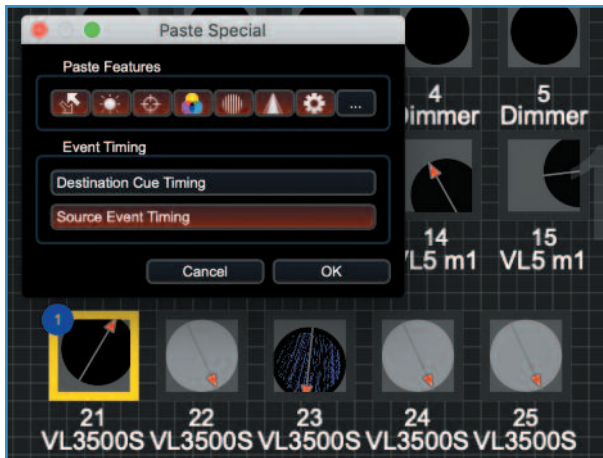 Paste Special
Paste Features
...
Event Timing
Destination Cue Timing
Source Event Timing
Cancel OK
4 5
Dimmer Dimmer
14 15
VL5 m1 VL5 m1
1
21 22 23 24 25
VL3500S VL3500S VL3500S VL3500S VL3500S